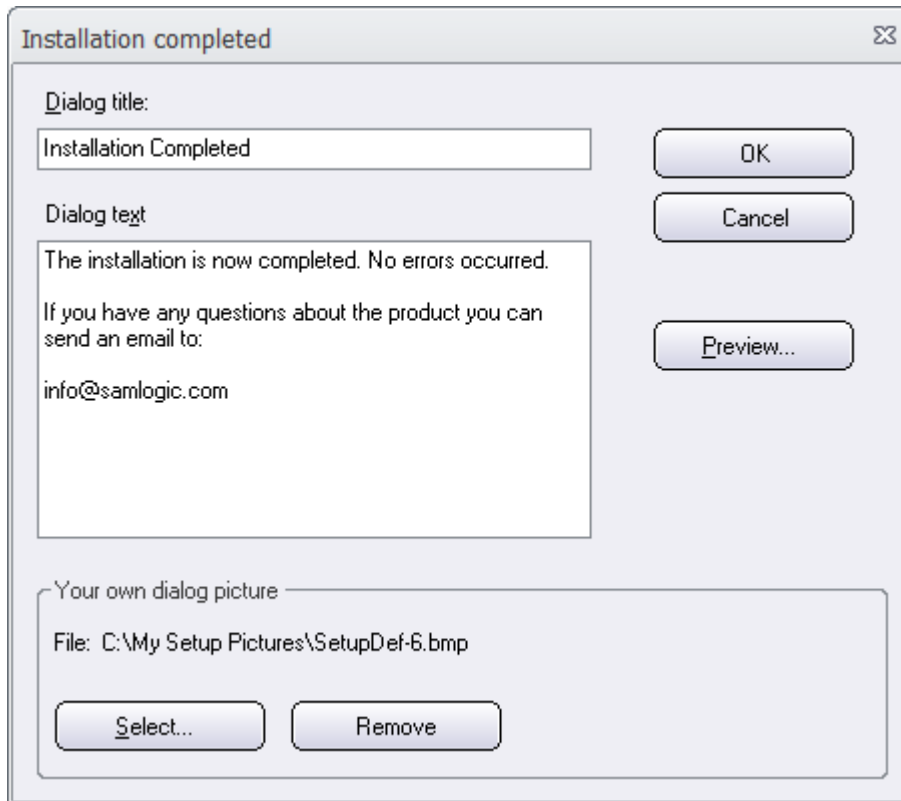 Installation completed
Dialog title:
Installation Completed
OK
Cancel
Dialog text
The installation is now completed. No errors occurred.
If you have any questions about the product you can
send an email to:
info@samlogic.com
Preview...
Your own dialog picture
File: C:\My Setup Pictures\SetupDef-6.bmp
Select...
Remove